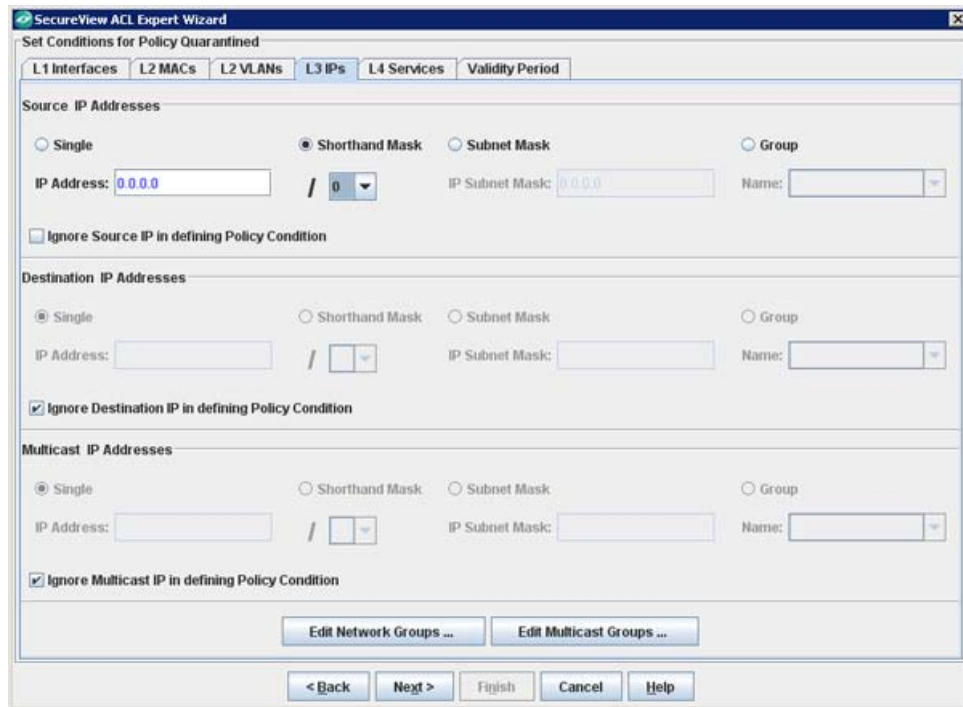 SecureView ACL Expert Wizard
Set Conditions for Policy Quarantined
L1 Interfaces L2 MACs L2 VLANs L3 IPs L4 Services Validity Period
Source IP Addresses
Single Shorthand Mask Subnet Mask Group
IP Address: 0.0.0.0 / 0 IP Subnet Mask: 0.0.0.0 Name:
Ignore Source IP in defining Policy Condition
Destination IP Addresses
Single Shorthand Mask Subnet Mask Group
IP Address: / IP Subnet Mask: Name:
Ignore Destination IP in defining Policy Condition
Multicast IP Addresses
Single Shorthand Mask Subnet Mask Group
IP Address: / IP Subnet Mask: Name:
Ignore Multicast IP in defining Policy Condition
Edit Network Groups ... Edit Multicast Groups ...
< Back Next > Finish Cancel Help